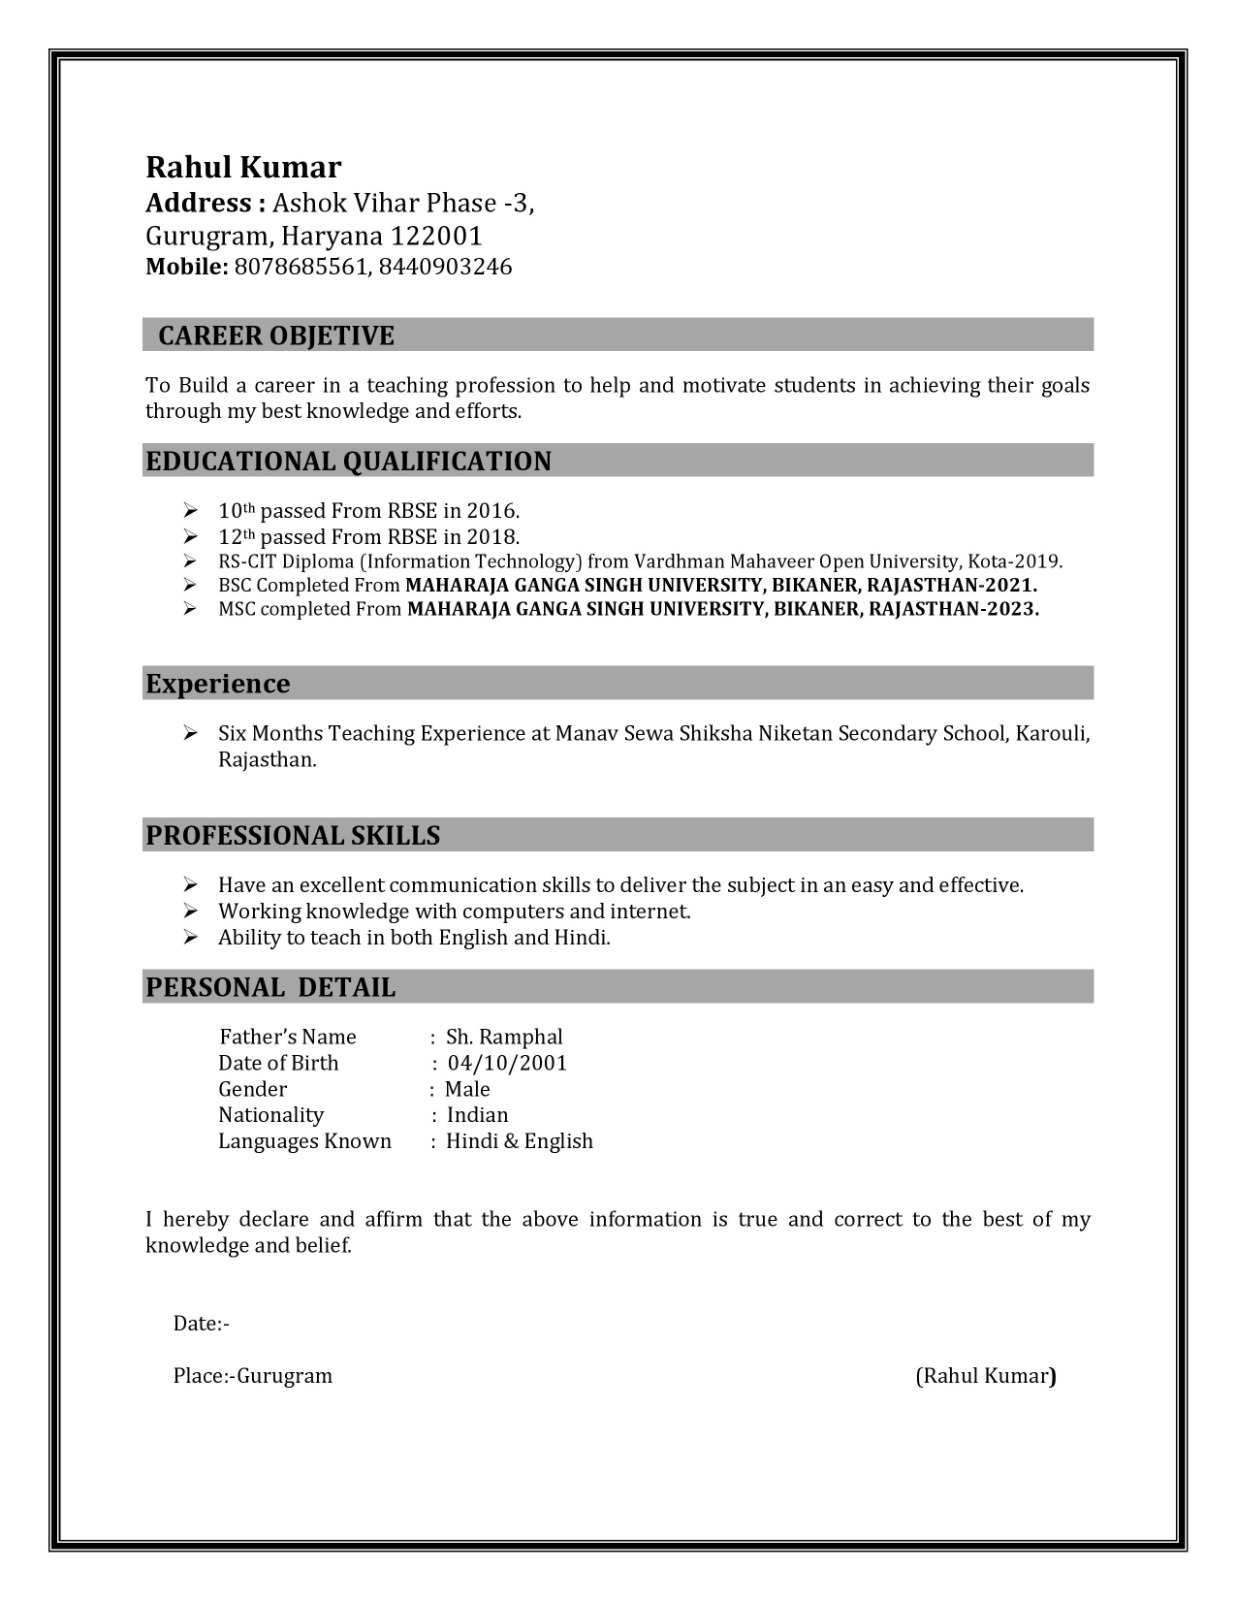 Rahul Kumar
Address : Ashok Vihar Phase -3,
Gurugram, Haryana 122001
Mobile: 8078685561, 8440903246
CAREER OBJETIVE
To Build a career in a teaching profession to help and motivate students in achieving their goals
through my best knowledge and efforts.
EDUCATIONAL QUALIFICATION
➢ 10th passed From RBSE in 2016.
➢ 12th passed From RBSE in 2018.
➢ RS-CIT Diploma (Information Technology) from Vardhman Mahaveer Open University, Kota-2019.
➢ BSC Completed From MAHARAJA GANGA SINGH UNIVERSITY, BIKANER, RAJASTHAN-2021.
➢ MSC completed From MAHARAJA GANGA SINGH UNIVERSITY, BIKANER, RAJASTHAN-2023.
Experience
➢ Six Months Teaching Experience at Manav Sewa Shiksha Niketan Secondary School, Karouli,
Rajasthan.
PROFESSIONAL SKILLS
➢ Have an excellent communication skills to deliver the subject in an easy and effective.
➢ Working knowledge with computers and internet.
➢ Ability to teach in both English and Hindi.
PERSONAL DETAIL
Father’s Name : Sh. Ramphal
Date of Birth : 04/10/2001
Gender : Male
Nationality : Indian
Languages Known : Hindi & English
I hereby declare and affirm that the above information is true and correct to the best of my
knowledge and belief.
Date:-
Place:-Gurugram (Rahul Kumar)